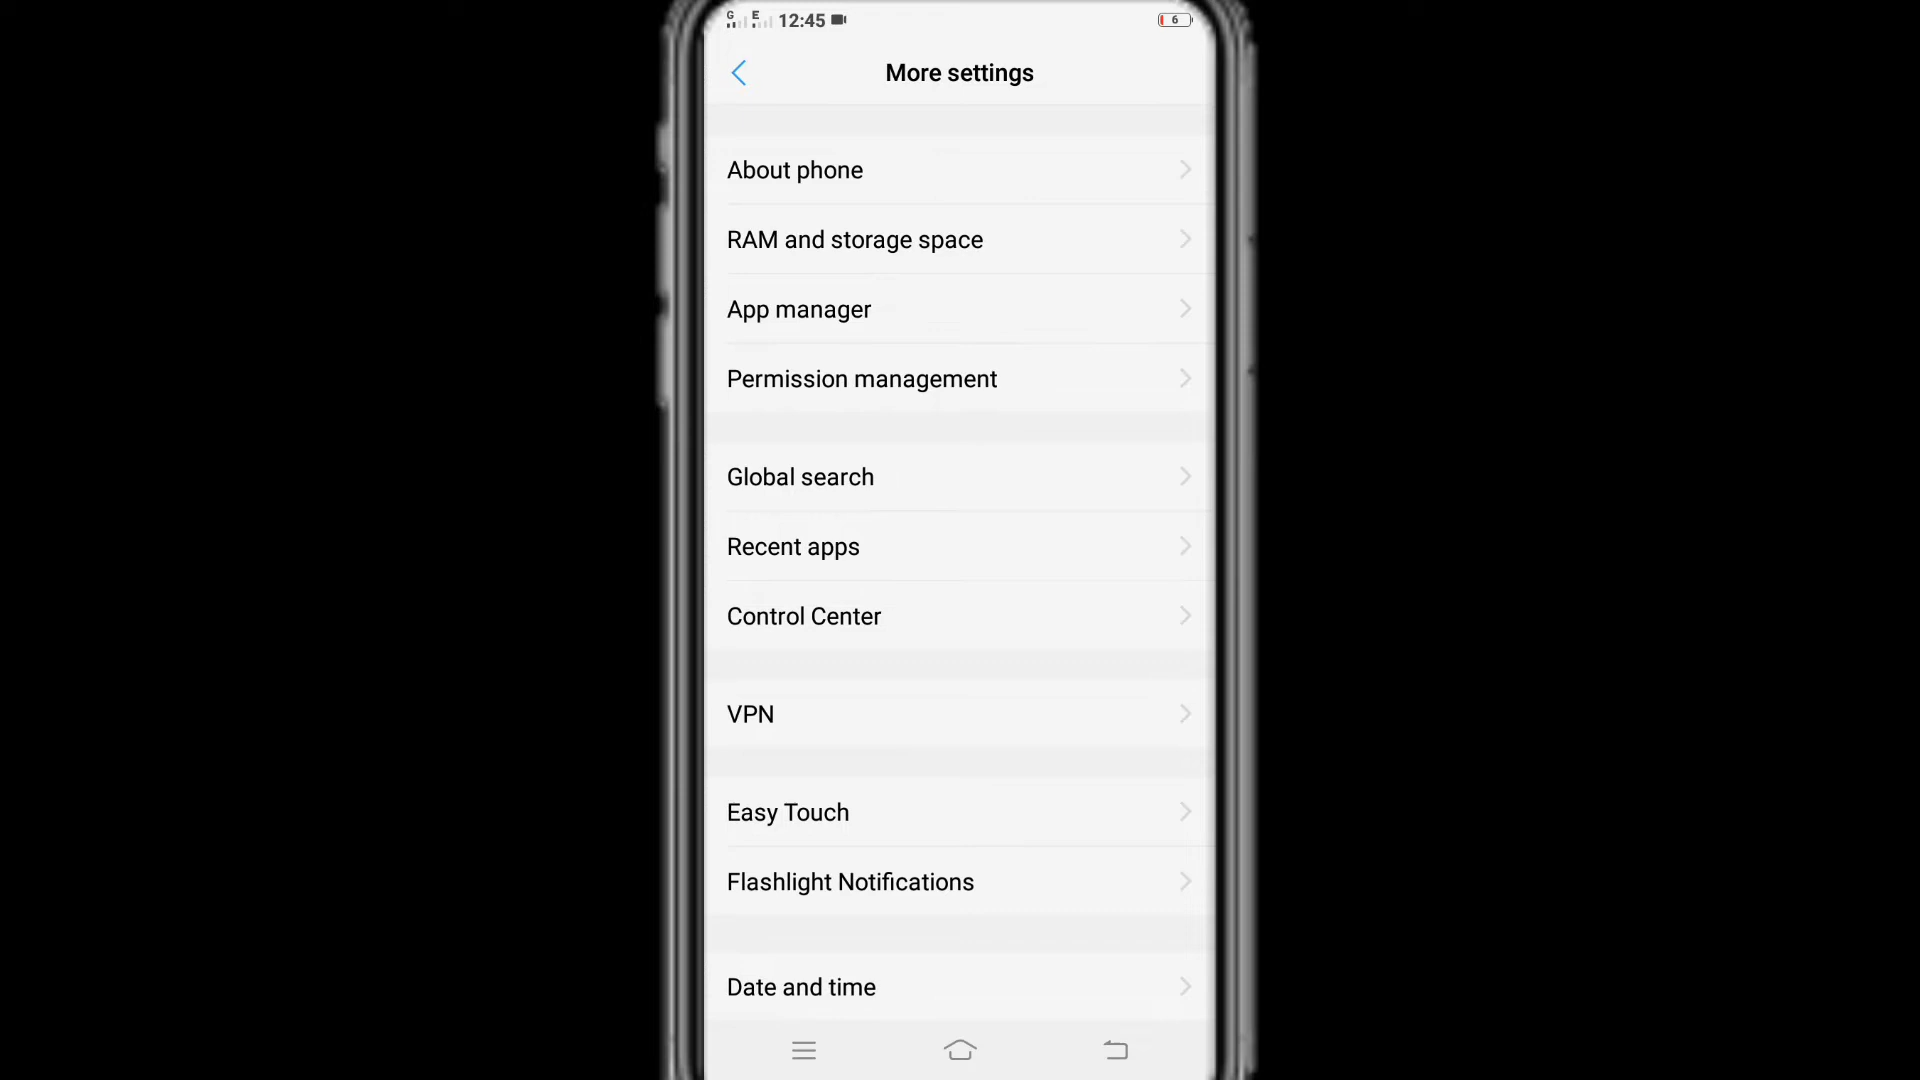 G E 12:45 6
More settings
About phone
RAM and storage space
App manager
Permission management
Global search
Recent apps
Control Center
VPN
Easy Touch
Flashlight Notifications
Date and time